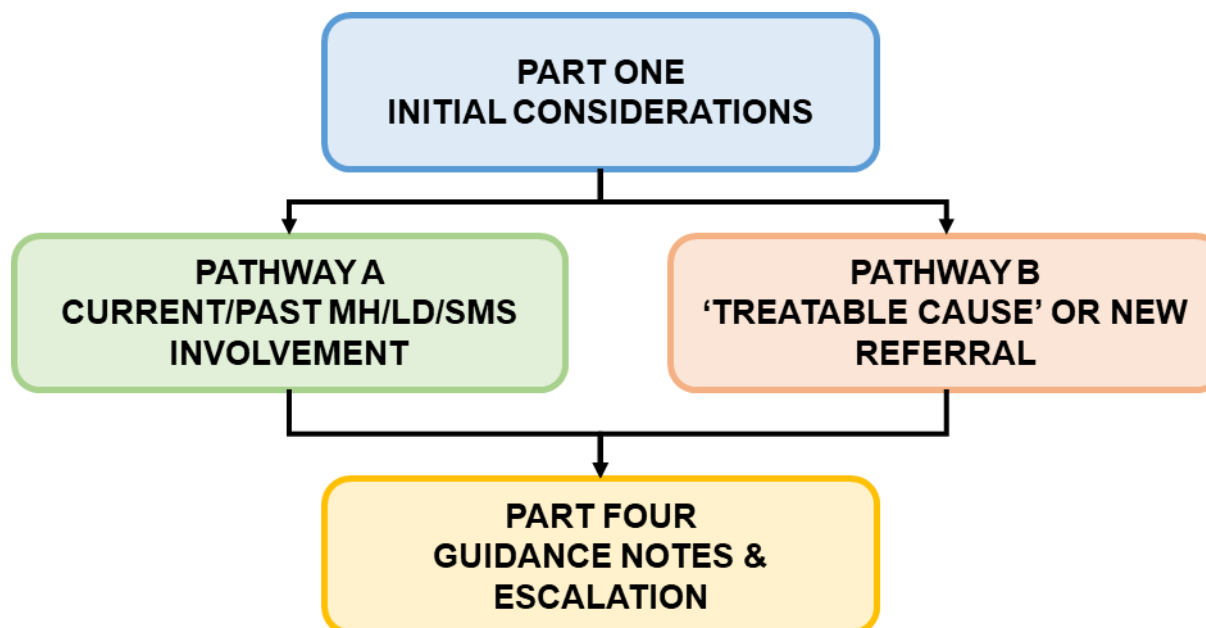 PART ONE
INITIAL CONSIDERATIONS
PATHWAY A
CURRENT/PAST MH/LD/SMS
INVOLVEMENT
PATHWAY B
‘TREATABLE CAUSE’ OR NEW
REFERRAL
PART FOUR
GUIDANCE NOTES &
ESCALATION